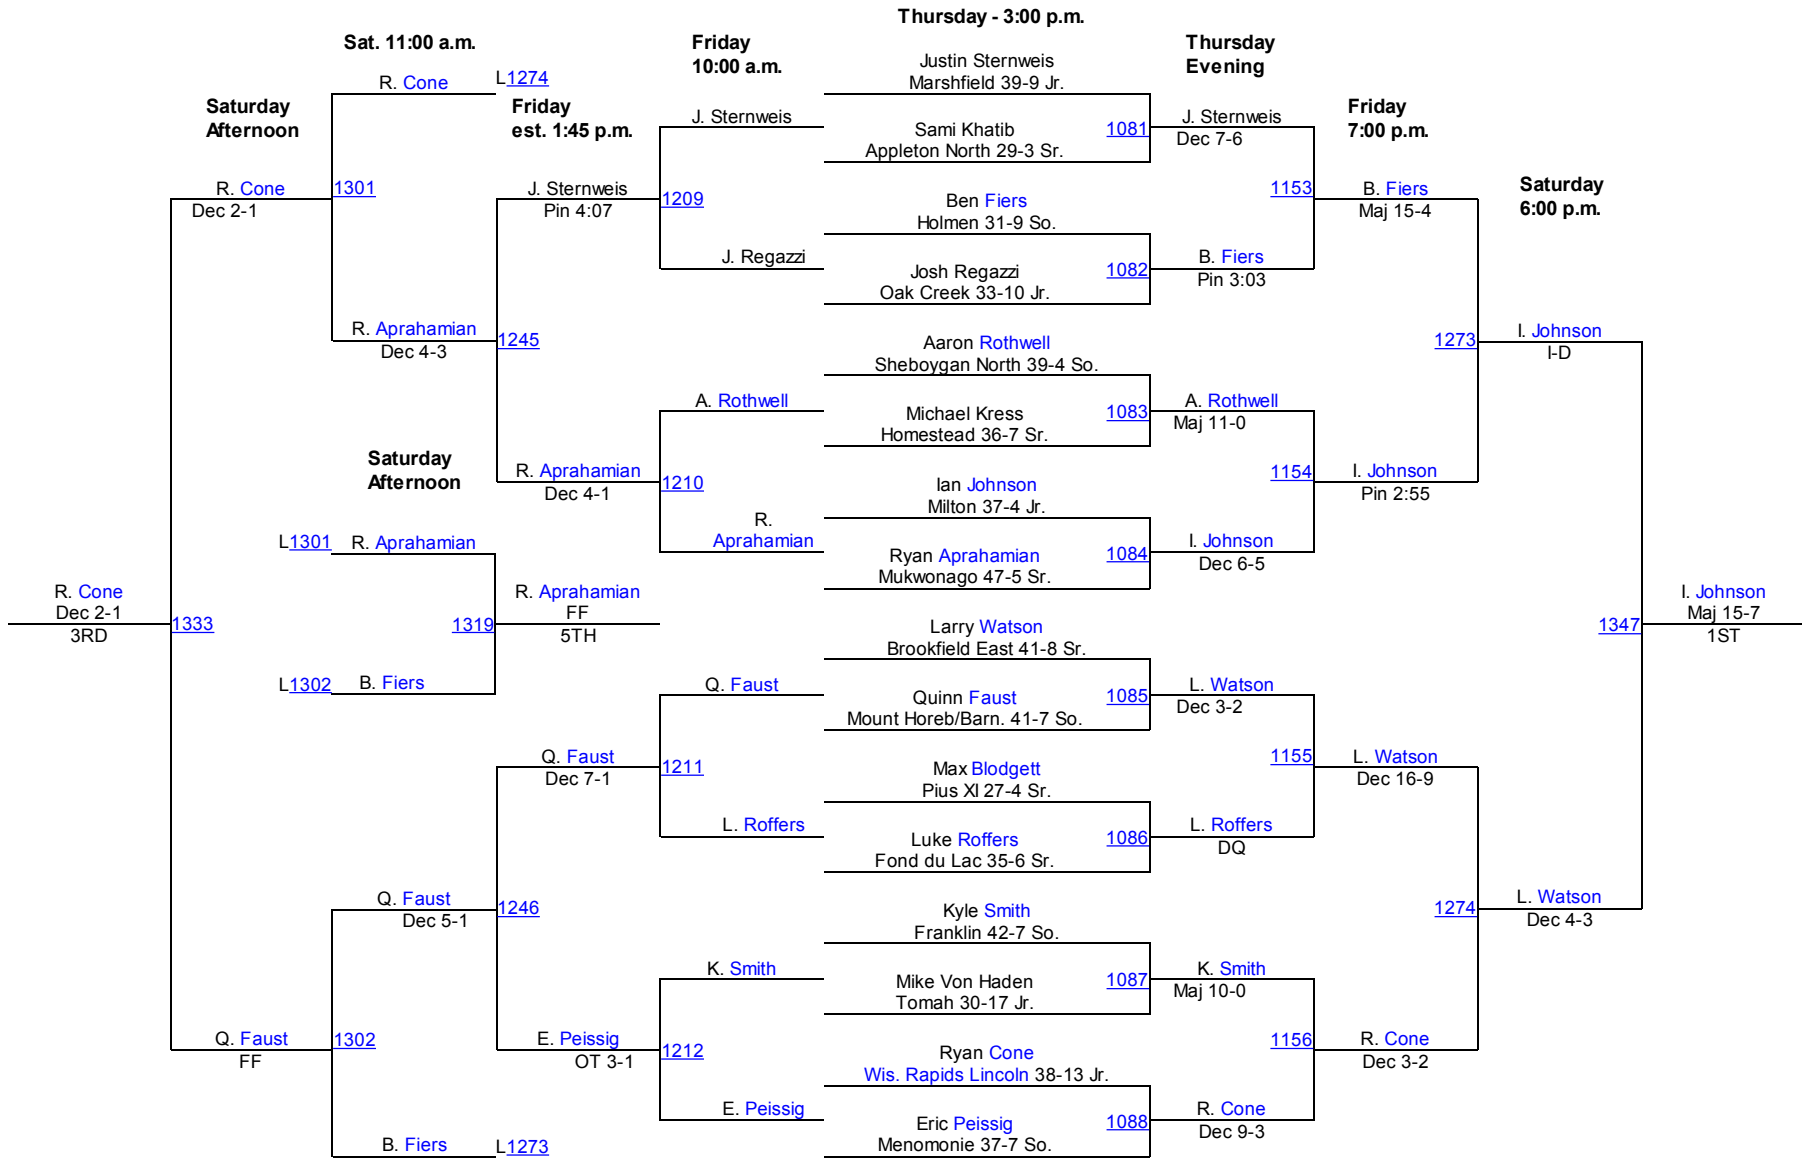 Thursday - 3:00 p.m.
Sat. 11:00 a.m.
Friday
10:00 a.m.
Thursday
Evening
Justin Sternweis
Marshfield 39-9 Jr.
R. Cone
L1274
Saturday
Afternoon
Friday
est. 1:45 p.m.
J. Sternweis
Sami Khatib
Appleton North 29-3 Sr.
1081
J. Sternweis
Dec 7-6
Friday
7:00 p.m.
R. Cone
Dec 2-1
1301
J. Sternweis
Pin 4:07
1209
Ben Fiers
Holmen 31-9 So.
1153
B. Fiers
Maj 15-4
Saturday
6:00 p.m.
J. Regazzi
Josh Regazzi
Oak Creek 33-10 Jr.
1082
B. Fiers
Pin 3:03
R. Aprahamian
Dec 4-3
1245
Aaron Rothwell
Sheboygan North 39-4 So.
1273
I. Johnson
I-D
A. Rothwell
Michael Kress
Homestead 36-7 Sr.
1083
A. Rothwell
Maj 11-0
Saturday
Afternoon
R. Aprahamian
Dec 4-1
1210
Ian Johnson
Milton 37-4 Jr.
1154
I. Johnson
Pin 2:55
L1301
R. Aprahamian
R.
Aprahamian
Ryan Aprahamian
Mukwonago 47-5 Sr.
1084
I. Johnson
Dec 6-5
R. Cone
Dec 2-1
3RD
1333
1319
R. Aprahamian
FF
5TH
Larry Watson
Brookfield East 41-8 Sr.
1347
I. Johnson
Maj 15-7
1ST
L1302
B. Fiers
Q. Faust
Quinn Faust
Mount Horeb/Barn. 41-7 So.
1085
L. Watson
Dec 3-2
Q. Faust
Dec 7-1
1211
Max Blodgett
Pius XI 27-4 Sr.
1155
L. Watson
Dec 16-9
L. Roffers
Luke Roffers
Fond du Lac 35-6 Sr.
1086
L. Roffers
DQ
Q. Faust
Dec 5-1
1246
Kyle Smith
Franklin 42-7 So.
1274
L. Watson
Dec 4-3
K. Smith
Mike Von Haden
Tomah 30-17 Jr.
1087
K. Smith
Maj 10-0
Q. Faust
FF
1302
E. Peissig
OT 3-1
1212
Ryan Cone
Wis. Rapids Lincoln 38-13 Jr.
1156
R. Cone
Dec 3-2
E. Peissig
Eric Peissig
Menomonie 37-7 So.
1088
R. Cone
Dec 9-3
B. Fiers
L1273